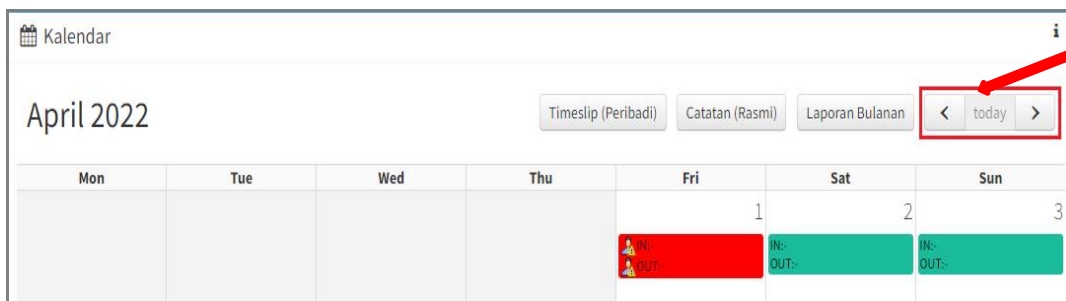 Kalendar
i
April 2022
Timeslip (Peribadi) Catatan (Rasmi) Laporan Bulanan < today >
Mon Tue Wed Thu Fri Sat Sun
1 2 3
IN:- IN:- IN:-
OUT:- OUT:- OUT:-